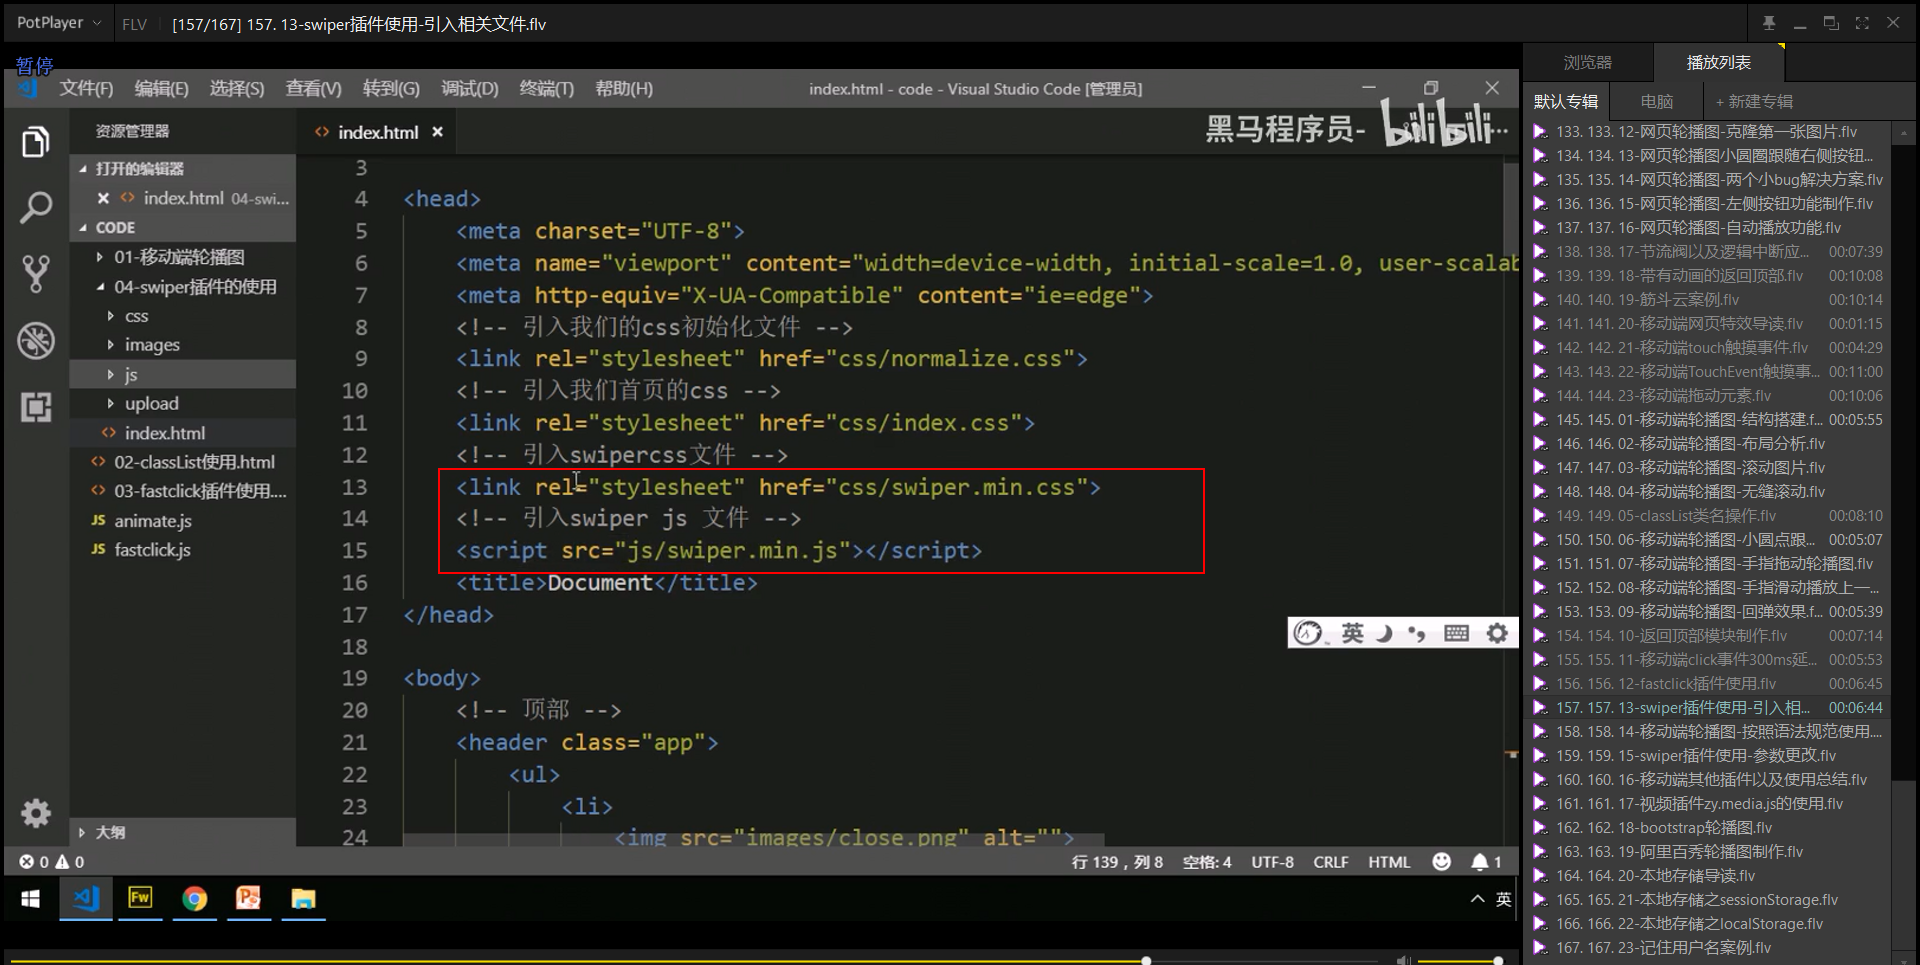 PotPlayer
FLV
[157/167] 157. 13-swiper插件使用-引入相关文件.flv
暂停
文件(F) 编辑(E) 选择(S) 查看(V) 转到(G) 调试(D) 终端(T) 帮助(H)
index.html - code - Visual Studio Code [管理员]
资源管理器
打开的编辑器
index.html 04-swi...
CODE
01-移动端轮播图
04-swiper插件的使用
css
images
js
upload
index.html
02-classList使用.html
03-fastclick插件使用....
JS animate.js
JS fastclick.js
大纲
index.html
黑马程序员-
bilibili
3
4 <head>
5 <meta charset="UTF-8">
6 <meta name="viewport" content="width=device-width, initial-scale=1.0, user-scalab
7 <meta http-equiv="X-UA-Compatible" content="ie=edge">
8 <!-- 引入我们的css初始化文件 -->
9 <link rel="stylesheet" href="css/normalize.css">
10 <!-- 引入我们首页的css -->
11 <link rel="stylesheet" href="css/index.css">
12 <!-- 引入swipercss文件 -->
13 <link rel="stylesheet" href="css/swiper.min.css">
14 <!-- 引入swiper js 文件 -->
15 <script src="js/swiper.min.js"></script>
16 <title>Document</title>
17 </head>
18
19 <body>
20 <!-- 顶部 -->
21 <header class="app">
22 <ul>
23 <li>
24 <img src="images/close.png" alt="">
英
0 0
行 139，列 8 空格: 4 UTF-8 CRLF HTML 1
Fw
英
浏览器 播放列表
默认专辑 电脑 + 新建专辑
133. 133. 12-网页轮播图-克隆第一张图片.flv
134. 134. 13-网页轮播图小圆圈跟随右侧按钮...
135. 135. 14-网页轮播图-两个小bug解决方案.flv
136. 136. 15-网页轮播图-左侧按钮功能制作.flv
137. 137. 16-网页轮播图-自动播放功能.flv
138. 138. 17-节流阀以及逻辑中断应... 00:07:39
139. 139. 18-带有动画的返回顶部.flv 00:10:08
140. 140. 19-筋斗云案例.flv 00:10:14
141. 141. 20-移动端网页特效导读.flv 00:01:15
142. 142. 21-移动端touch触摸事件.flv 00:04:29
143. 143. 22-移动端TouchEvent触摸事... 00:11:00
144. 144. 23-移动端拖动元素.flv 00:10:06
145. 145. 01-移动端轮播图-结构搭建.f... 00:05:55
146. 146. 02-移动端轮播图-布局分析.flv
147. 147. 03-移动端轮播图-滚动图片.flv
148. 148. 04-移动端轮播图-无缝滚动.flv
149. 149. 05-classList类名操作.flv 00:08:10
150. 150. 06-移动端轮播图-小圆点跟... 00:05:07
151. 151. 07-移动端轮播图-手指拖动轮播图.flv
152. 152. 08-移动端轮播图-手指滑动播放上一...
153. 153. 09-移动端轮播图-回弹效果.f... 00:05:39
154. 154. 10-返回顶部模块制作.flv 00:07:14
155. 155. 11-移动端click事件300ms延... 00:05:53
156. 156. 12-fastclick插件使用.flv 00:06:45
157. 157. 13-swiper插件使用-引入相... 00:06:44
158. 158. 14-移动端轮播图-按照语法规范使用....
159. 159. 15-swiper插件使用-参数更改.flv
160. 160. 16-移动端其他插件以及使用总结.flv
161. 161. 17-视频插件zy.media.js的使用.flv
162. 162. 18-bootstrap轮播图.flv
163. 163. 19-阿里百秀轮播图制作.flv
164. 164. 20-本地存储导读.flv
165. 165. 21-本地存储之sessionStorage.flv
166. 166. 22-本地存储之localStorage.flv
167. 167. 23-记住用户名案例.flv